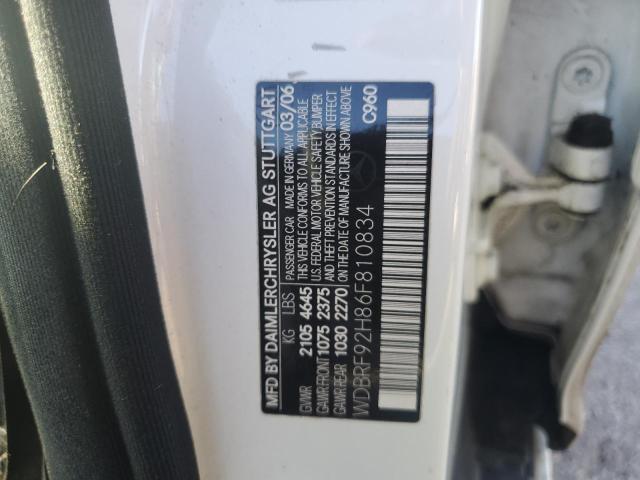 MFD BY DAIMLERCHRYSLER AG STUTTGART
PASSENGER CAR MADE IN GERMANY 03/06
KG LBS THIS VEHICLE CONFORMS TO ALL APPLICABLE
GVWR 2105 4645 U.S. FEDERAL MOTOR VEHICLE SAFETY BUMPER
GAWR FRONT 1075 2375 AND THEFT PREVENTION STANDARDS IN EFFECT
GAWR REAR 1030 2270 ON THE DATE OF MANUFACTURE SHOWN ABOVE
WDBRF92H86F810834 C960